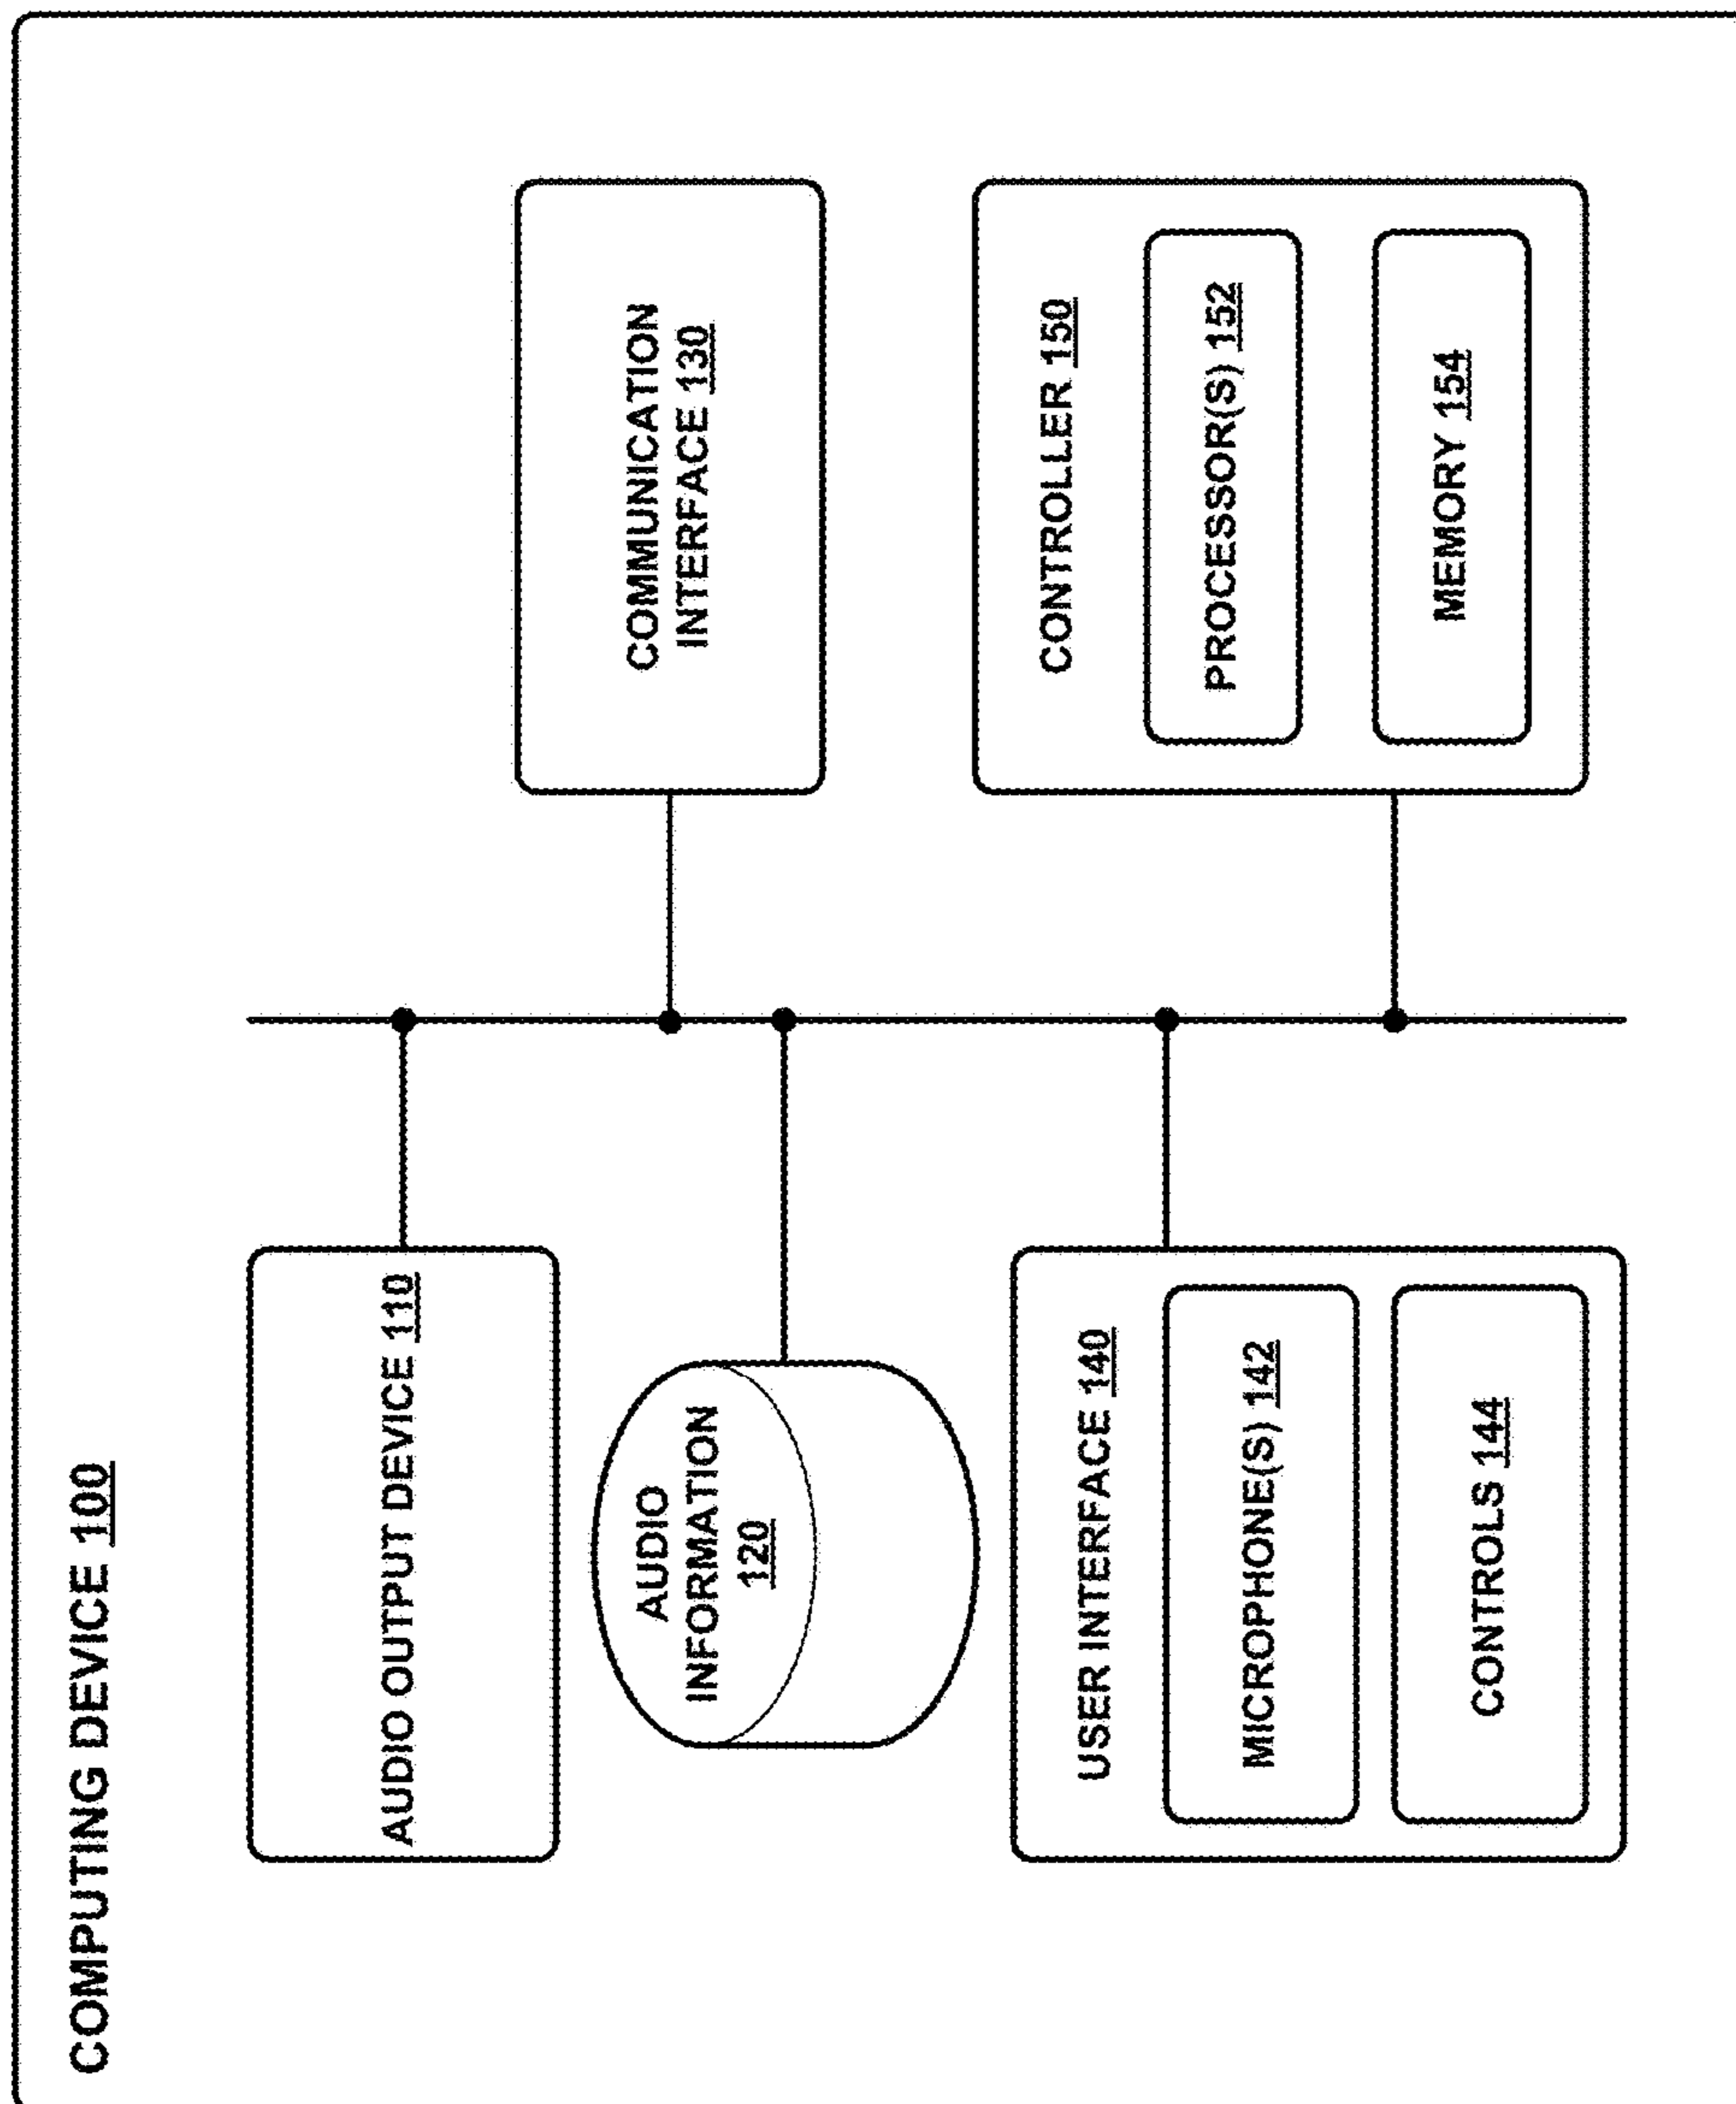 COMPUTING DEVICE 100
AUDIO OUTPUT DEVICE 110
COMMUNICATION
INTERFACE 130
AUDIO
INFORMATION
120
USER INTERFACE 140
MICROPHONE(S) 142
CONTROLS 144
CONTROLLER 150
PROCESSOR(S) 152
MEMORY 154